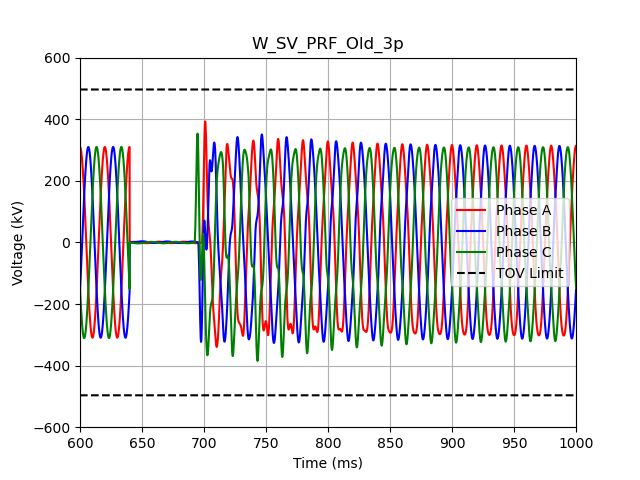 W_SV_PRF_Old_3p
600
400
200
0
−200
−400
−600
Voltage (kV)
Phase A
Phase B
Phase C
TOV Limit
600 650 700 750 800 850 900 950 1000
Time (ms)